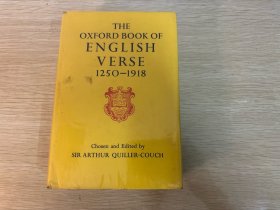 THE
OXFORD BOOK OF
ENGLISH
VERSE
1250–1918
Chosen and Edited by
SIR ARTHUR QUILLER-COUCH